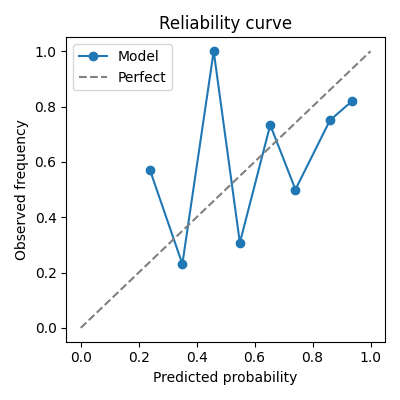 Reliability curve
Model
Perfect
Observed frequency
1.0
0.8
0.6
0.4
0.2
0.0
0.0 0.2 0.4 0.6 0.8 1.0
Predicted probability